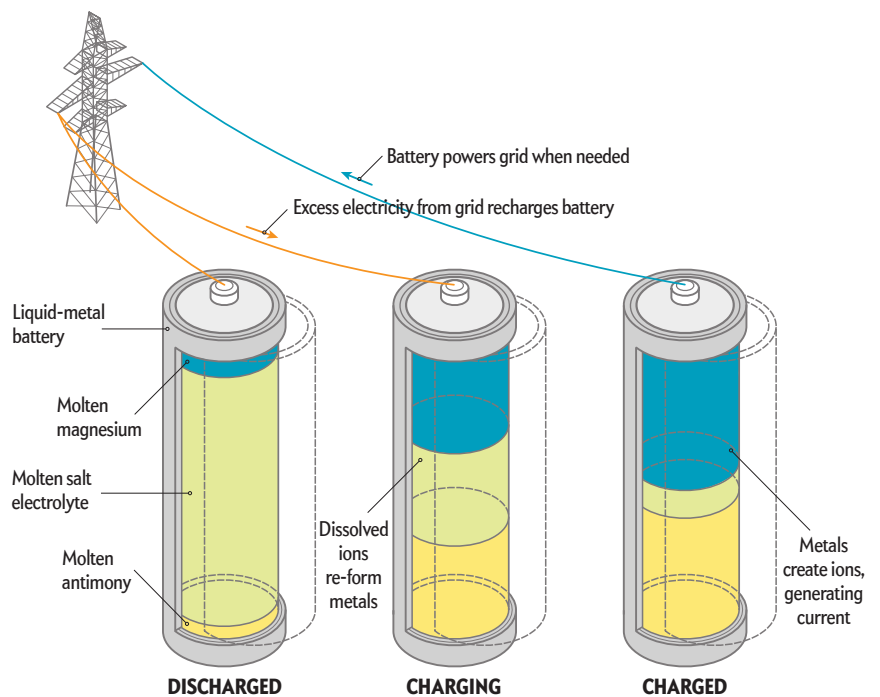 Battery powers grid when needed
Excess electricity from grid recharges battery
Liquid-metal
battery
Molten
magnesium
Molten salt
electrolyte
Molten
antimony
Dissolved
ions
re-form
metals
Metals
create ions,
generating
current
DISCHARGED
CHARGING
CHARGED